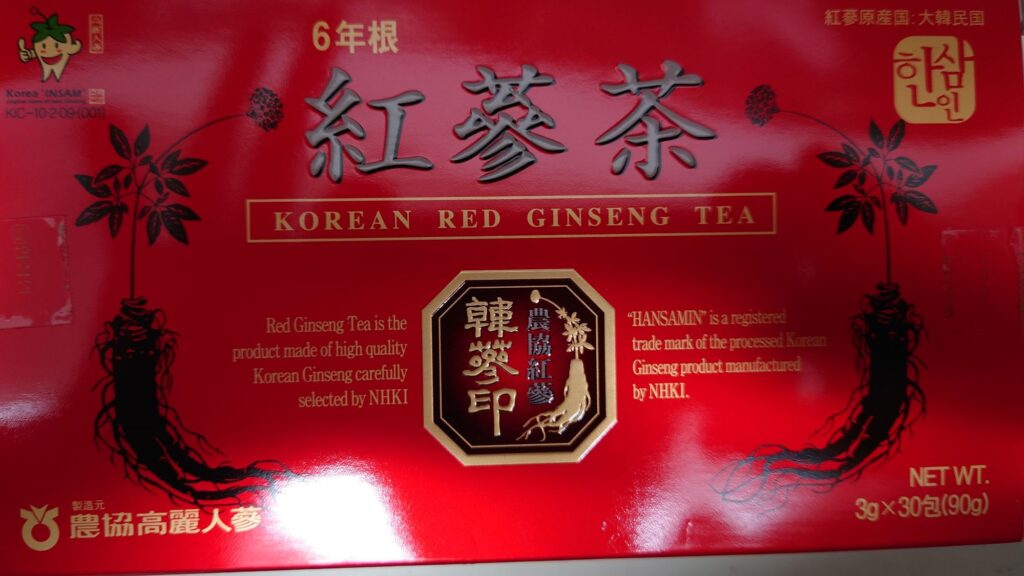 6年根
紅蔘原産国:大韓民国
한삼인
Korea "INSAM"
KIC-10-2-09(001)
紅蔘茶
KOREAN RED GINSENG TEA
Red Ginseng Tea is the
product made of high quality
Korean Ginseng carefully
selected by NHKI
韓蔘印
農協紅蔘
"HANSAMIN" is a registered
trade mark of the processed Korean
Ginseng product manufactured
by NHKI.
製造元
農協高麗人蔘
NET WT.
3g×30包(90g)